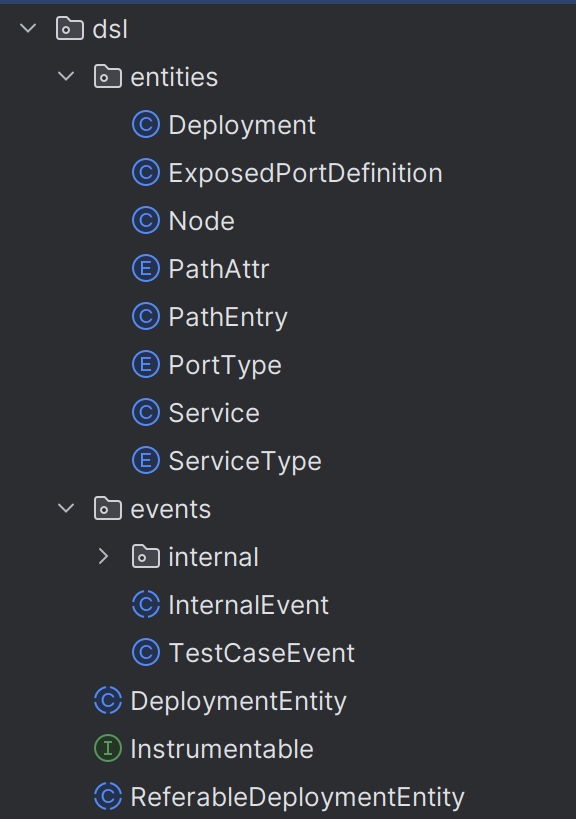 dsl
entities
C Deployment
C ExposedPortDefinition
C Node
E PathAttr
C PathEntry
E PortType
C Service
E ServiceType
events
internal
C InternalEvent
C TestCaseEvent
C DeploymentEntity
I Instrumentable
C ReferableDeploymentEntity